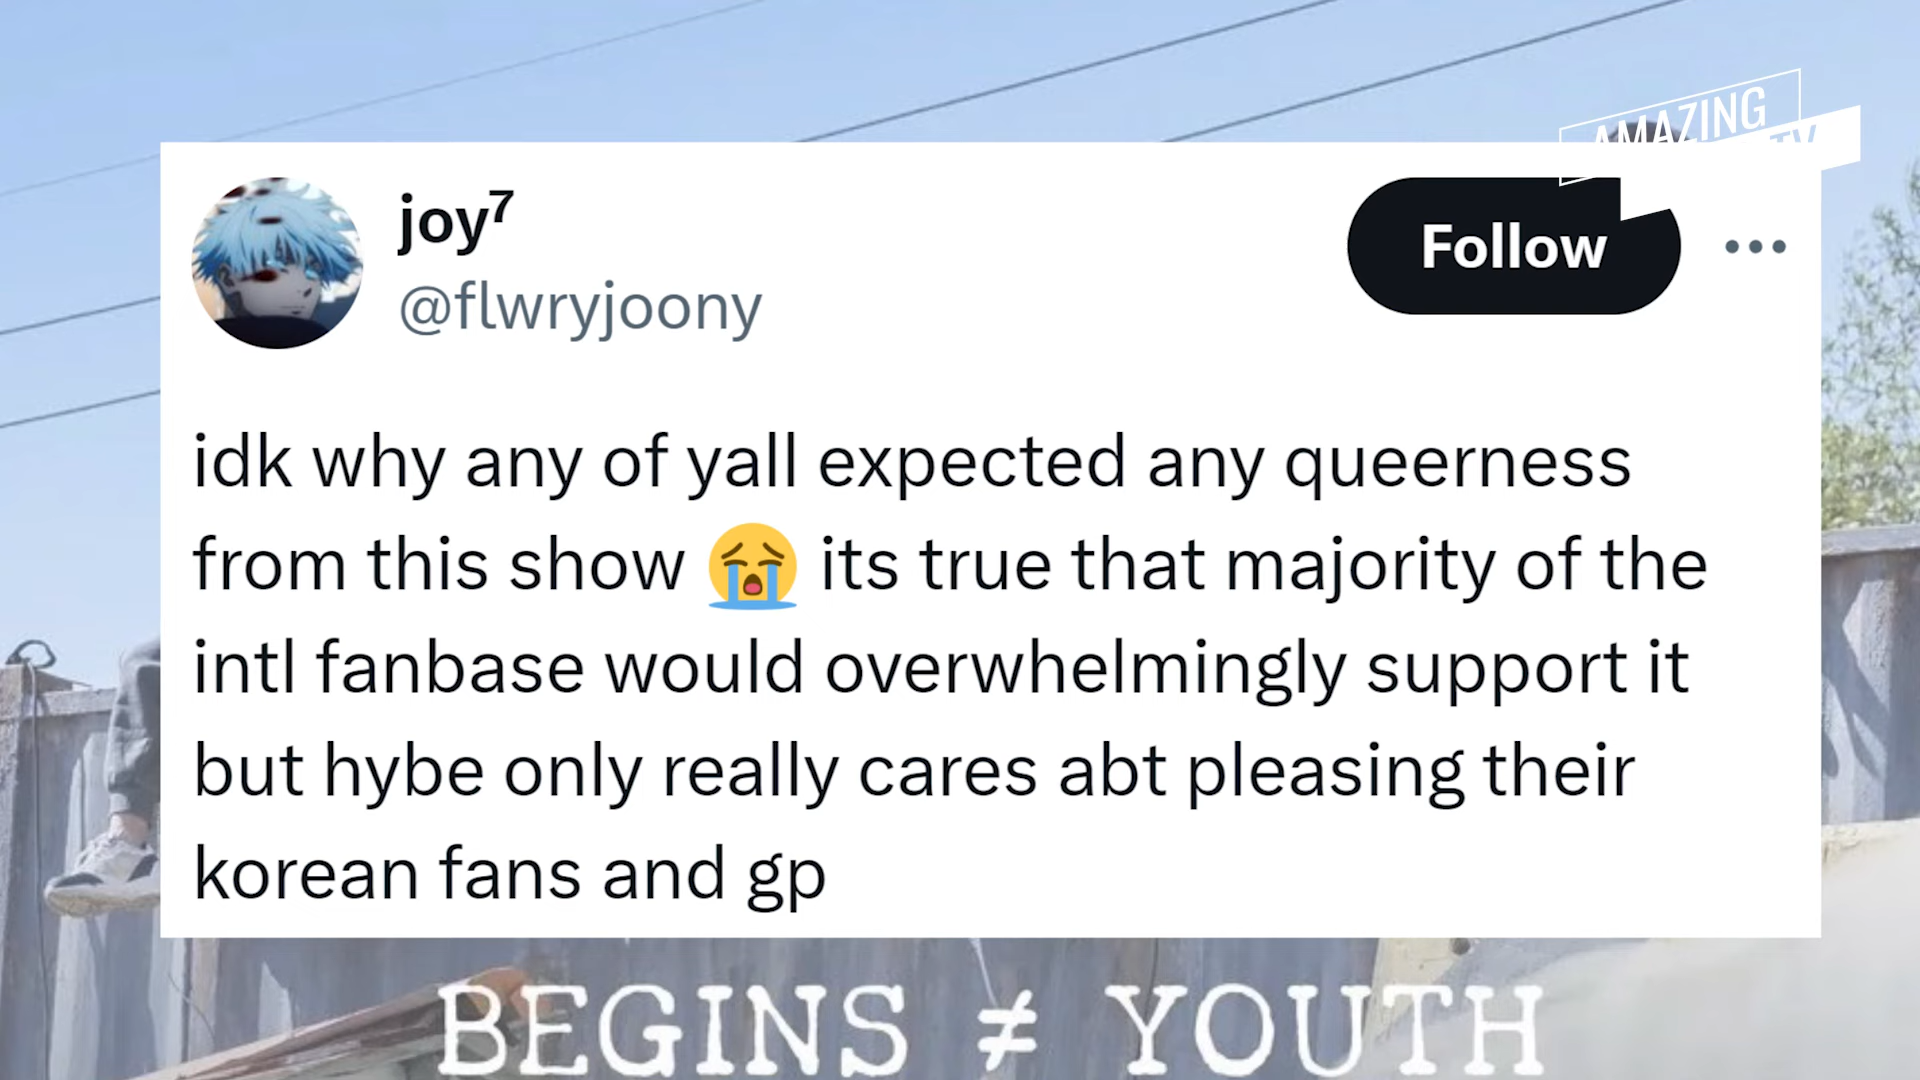 AMAZING
joy⁷
@flwryjoony
Follow
idk why any of yall expected any queerness
from this show 😭 its true that majority of the
intl fanbase would overwhelmingly support it
but hybe only really cares abt pleasing their
korean fans and gp
BEGINS ≠ YOUTH